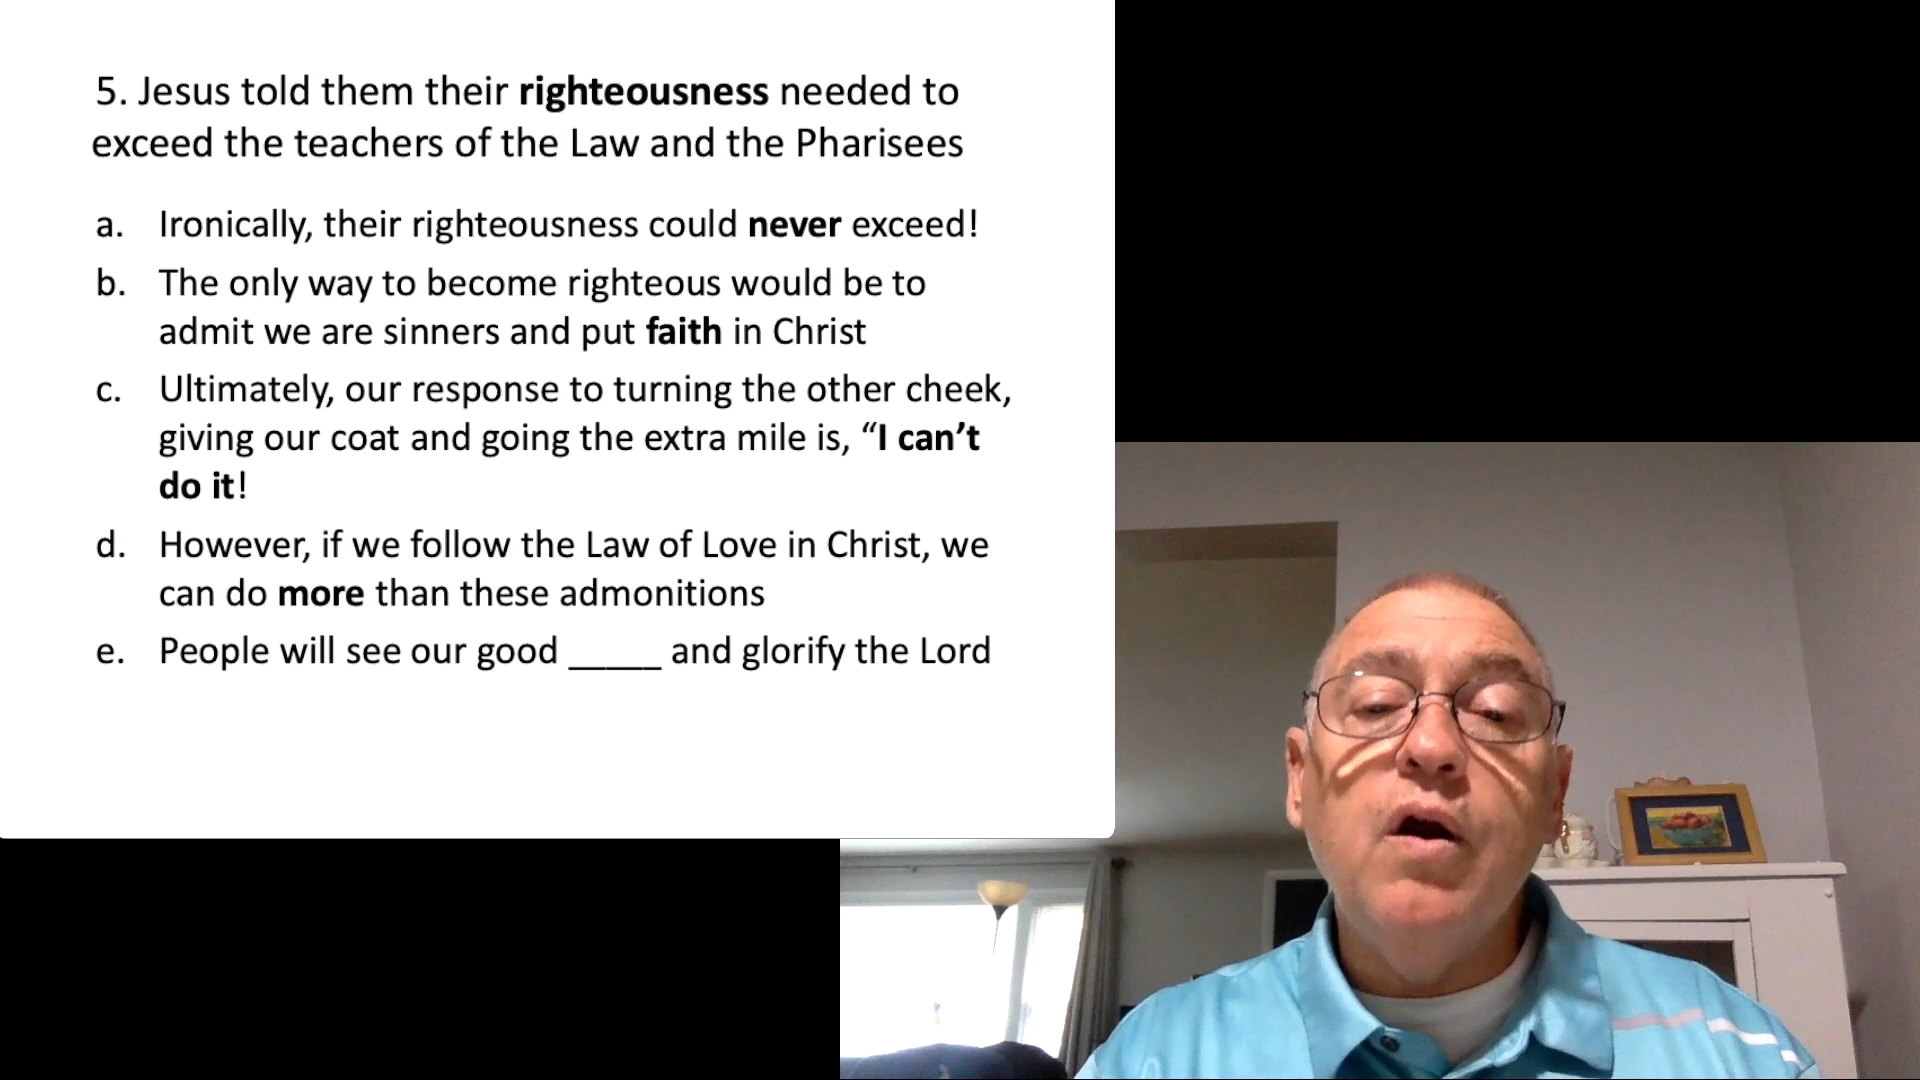 5. Jesus told them their righteousness needed to
exceed the teachers of the Law and the Pharisees
a. Ironically, their righteousness could never exceed!
b. The only way to become righteous would be to
admit we are sinners and put faith in Christ
c. Ultimately, our response to turning the other cheek,
giving our coat and going the extra mile is, “I can’t
do it!
d. However, if we follow the Law of Love in Christ, we
can do more than these admonitions
e. People will see our good _____ and glorify the Lord